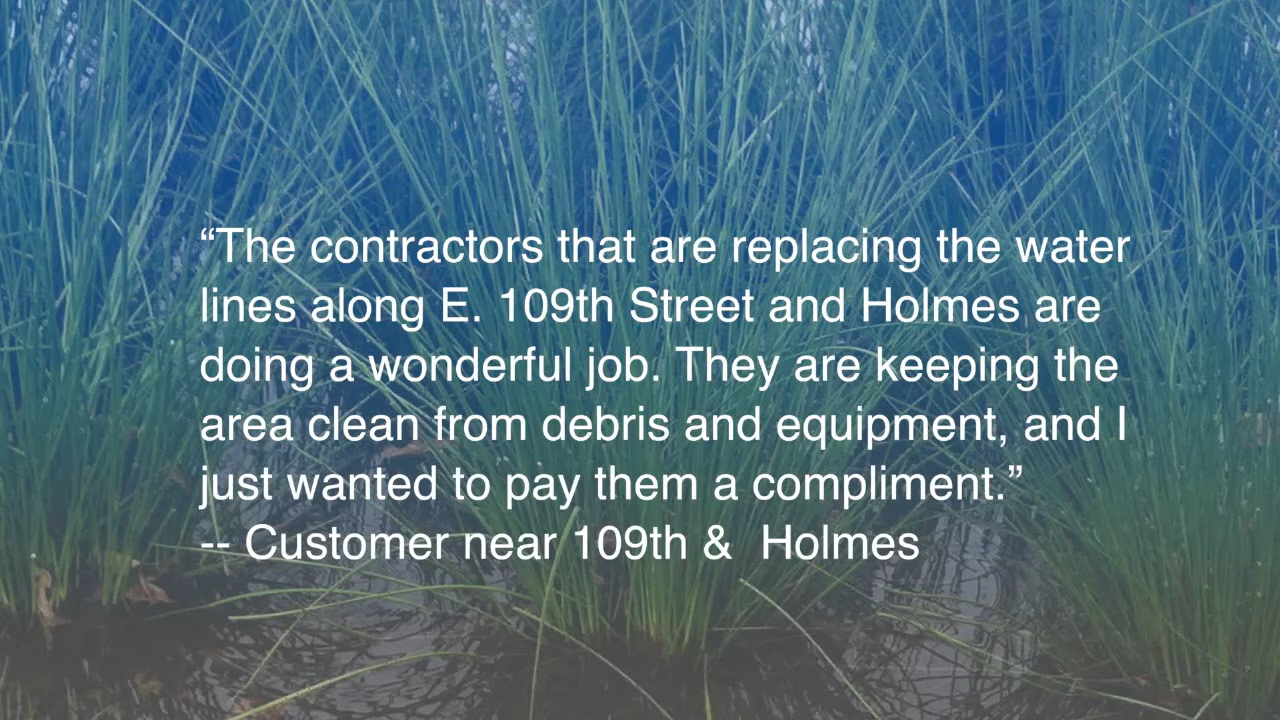 “The contractors that are replacing the water
lines along E. 109th Street and Holmes are
doing a wonderful job. They are keeping the
area clean from debris and equipment, and I
just wanted to pay them a compliment.”
-- Customer near 109th &  Holmes